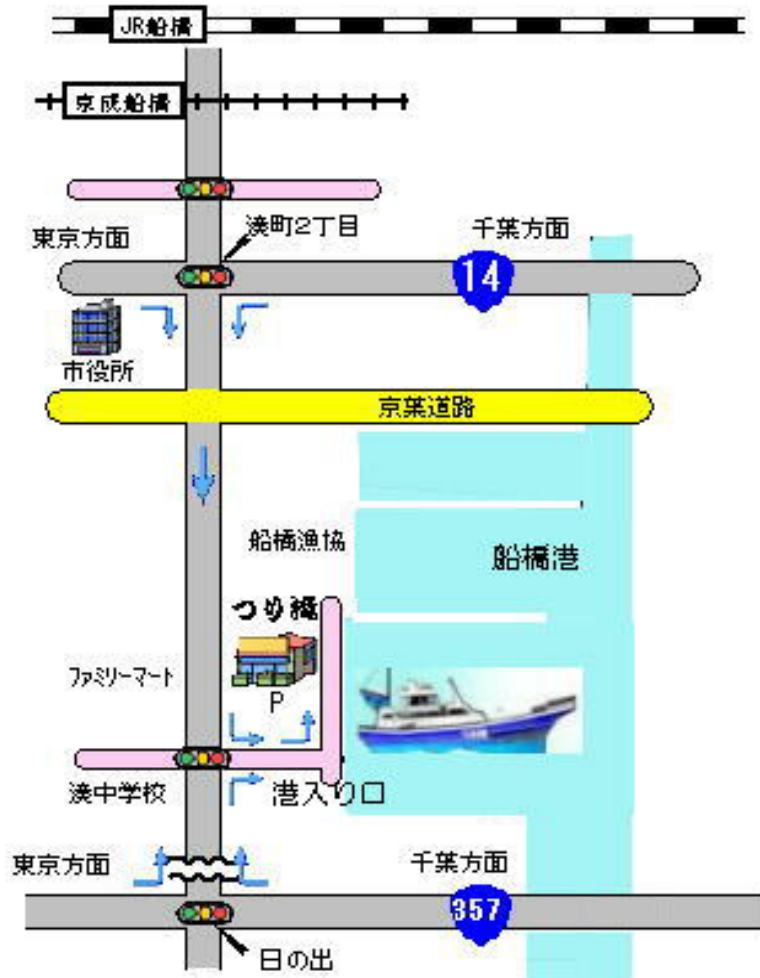 JR船橋
京成船橋
湊町2丁目
東京方面
千葉方面
14
市役所
京葉道路
船橋漁協
船橋港
つり縄
ファミリーマート
P
湊中学校
港入り口
東京方面
千葉方面
357
日の出